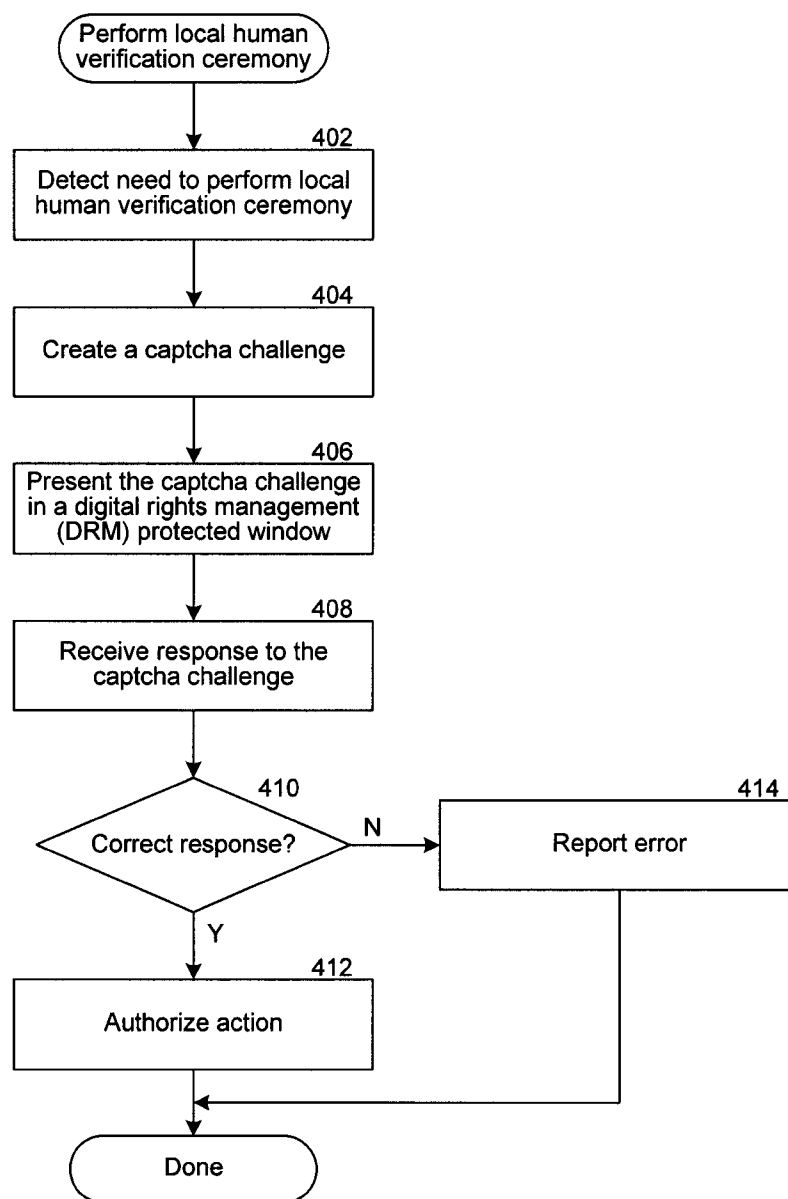 Perform local human
verification ceremony
402
Detect need to perform local
human verification ceremony
404
Create a captcha challenge
406
Present the captcha challenge
in a digital rights management
(DRM) protected window
408
Receive response to the
captcha challenge
410
Correct response?
N
414
Report error
Y
412
Authorize action
Done